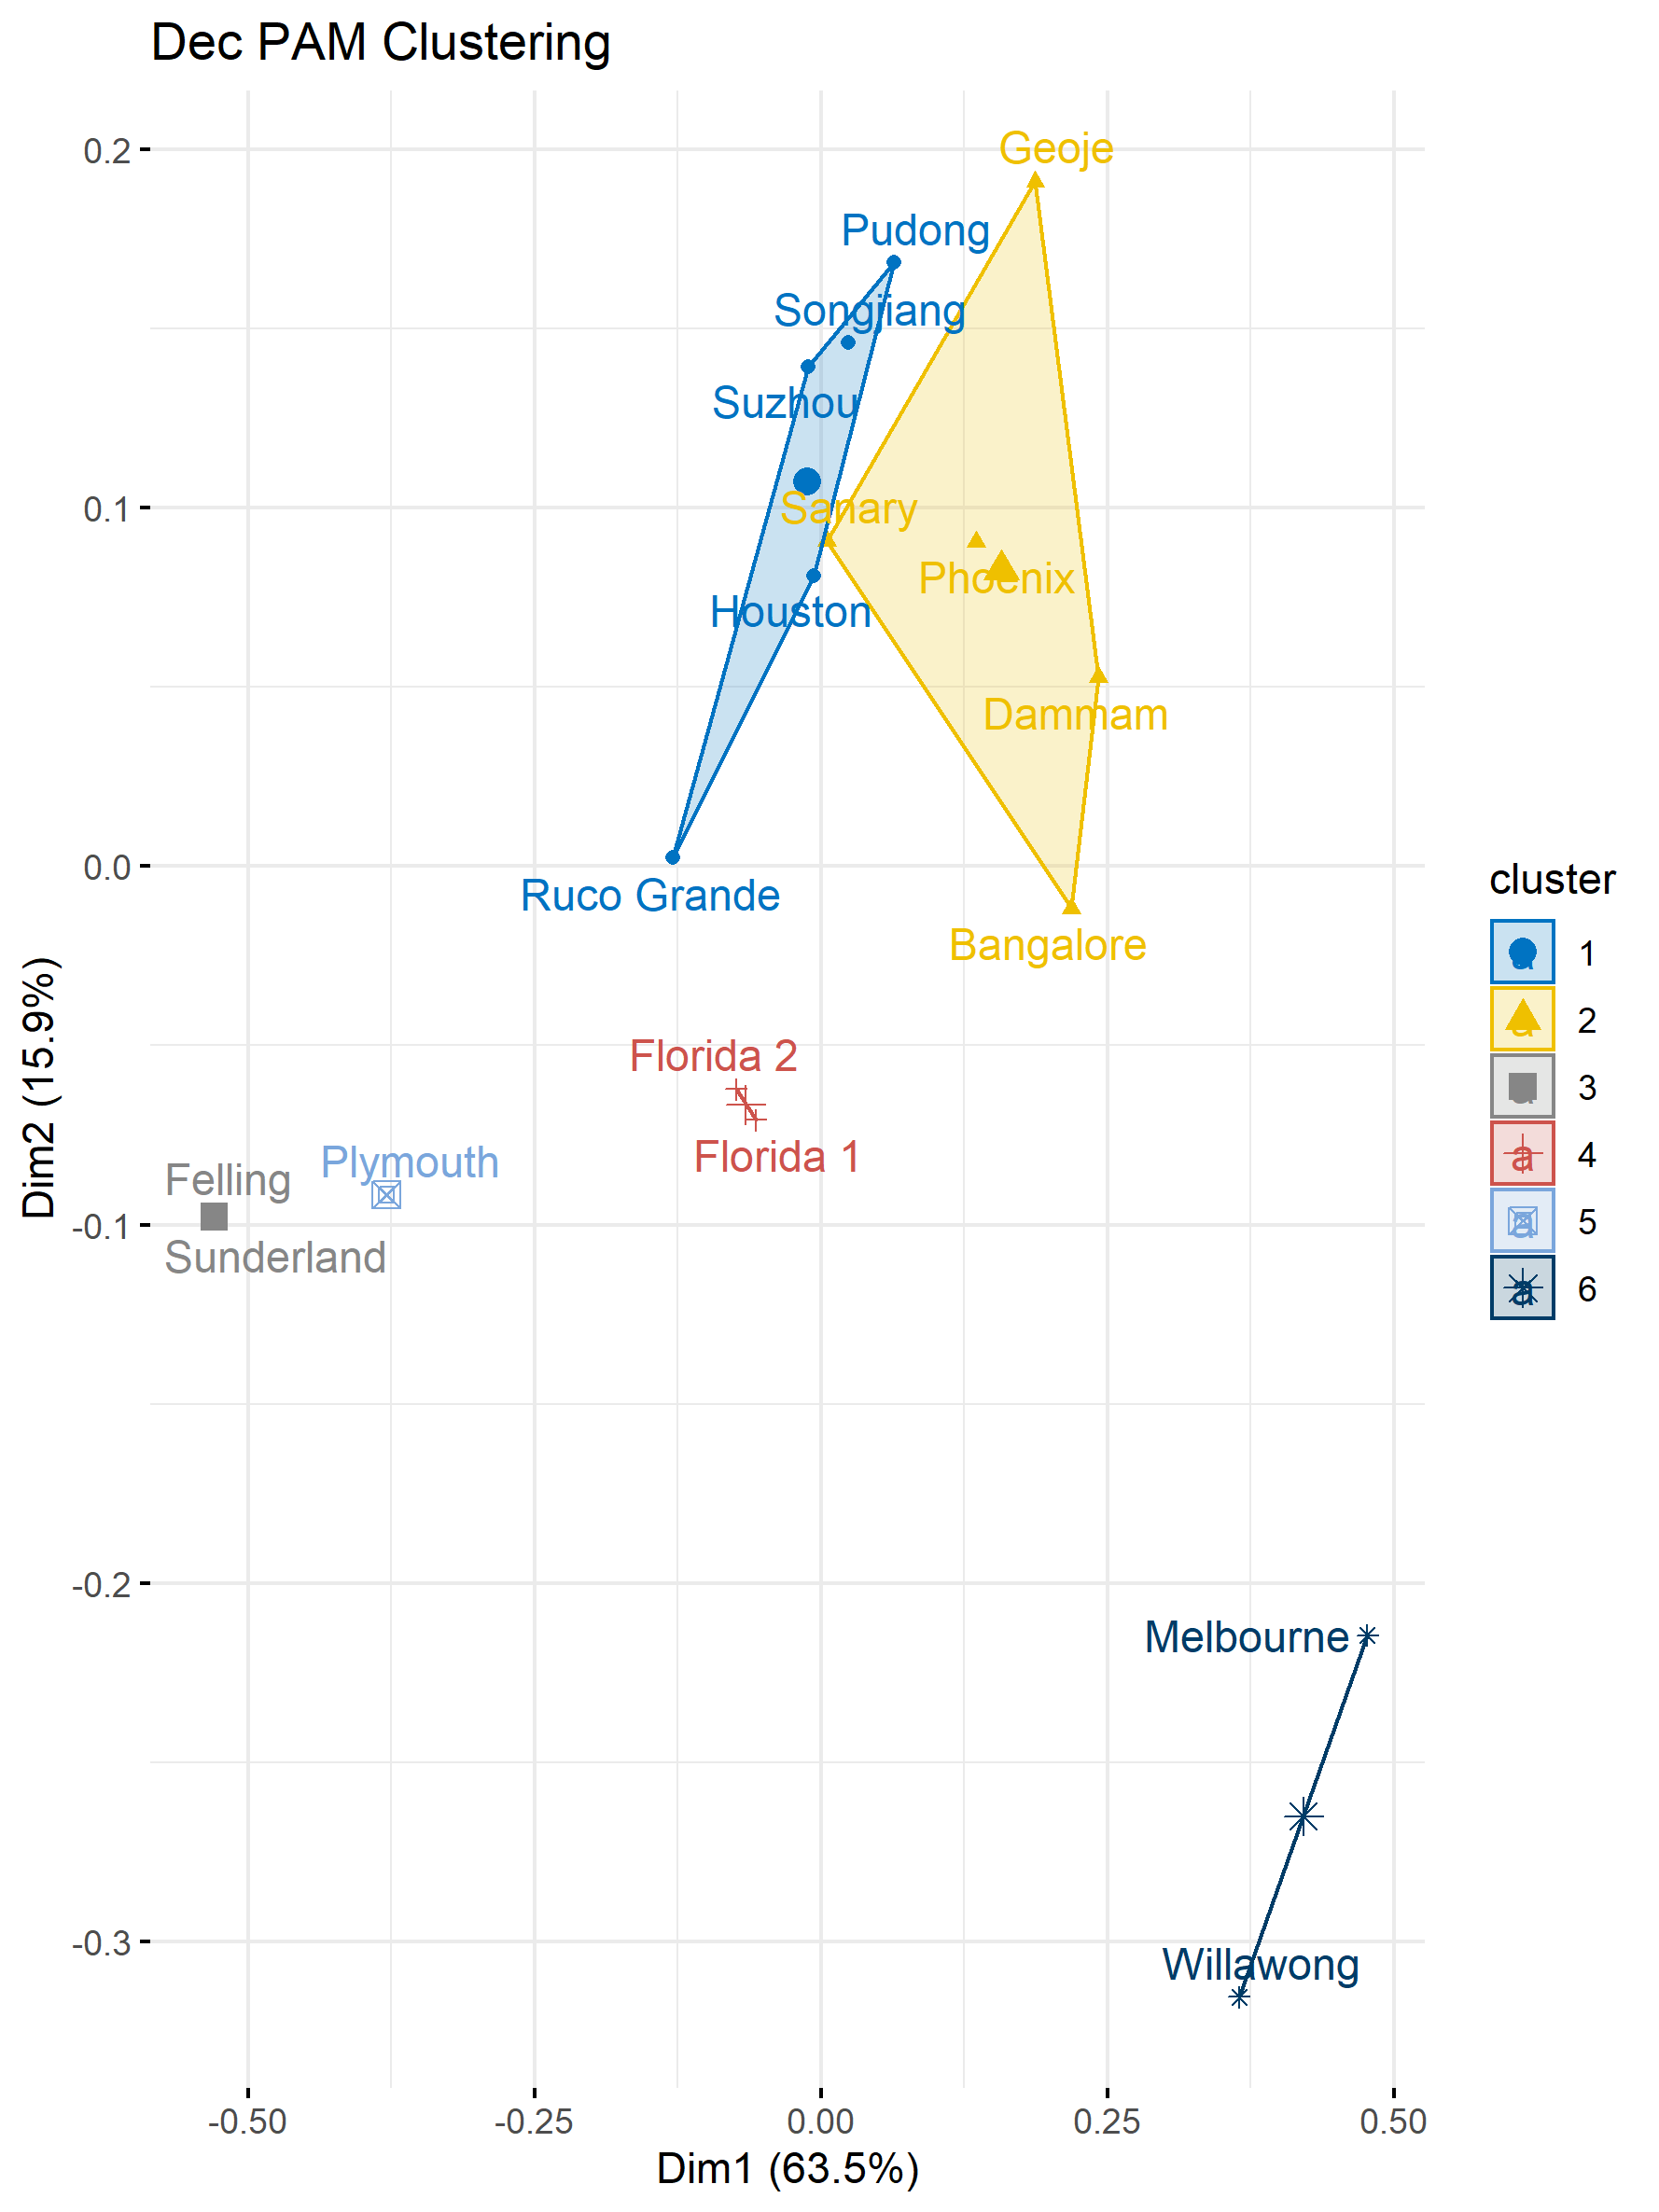 Dec PAM Clustering
Geoje
Pudong
Songjiang
Suzhou
Sanary
Phoenix
Houston
Dammam
Ruco Grande
Bangalore
Florida 2
Florida 1
Plymouth
Felling
Sunderland
Melbourne
Willawong
0.2
0.1
0.0
-0.1
-0.2
-0.3
Dim2 (15.9%)
-0.50
-0.25
0.00
0.25
0.50
Dim1 (63.5%)
cluster
a 1
a 2
a 3
a 4
a 5
a 6